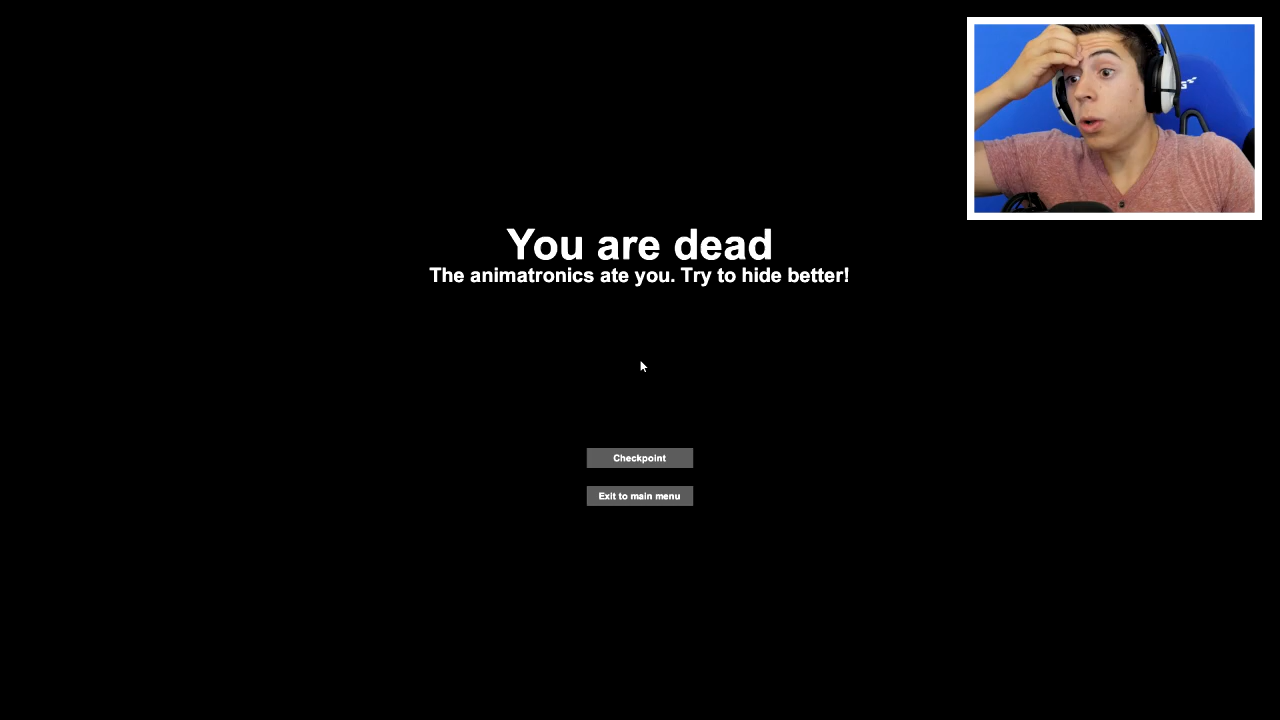 You are dead
The animatronics ate you. Try to hide better!
Checkpoint
Exit to main menu